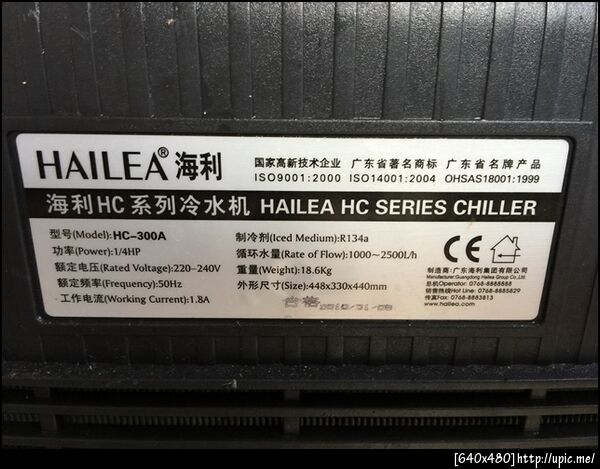 HAILEA® 海利
国家高新技术企业 广东省著名商标 广东省名牌产品
ISO9001:2000 ISO14001:2004 OHSAS18001:1999
海利HC系列冷水机 HAILEA HC SERIES CHILLER
型号(Model):HC-300A
功率(Power):1/4HP
额定电压(Rated Voltage):220-240V
额定频率(Frequency):50Hz
工作电流(Working Current):1.8A
制冷剂(Iced Medium):R134a
循环水量(Rate of Flow):1000~2500L/h
重量(Weight):18.6Kg
外形尺寸(Size):448x330x440mm
合格
CE
制造商:广东海利集团有限公司
Manufacturer:Guangdong Hailea Group Co.,Ltd.
总机Operator: 0768-8888888
销售热线Hot Line: 0768-8885829
传真Fax: 0768-8883813
www.hailea.com
[640x480]http://upic.me/